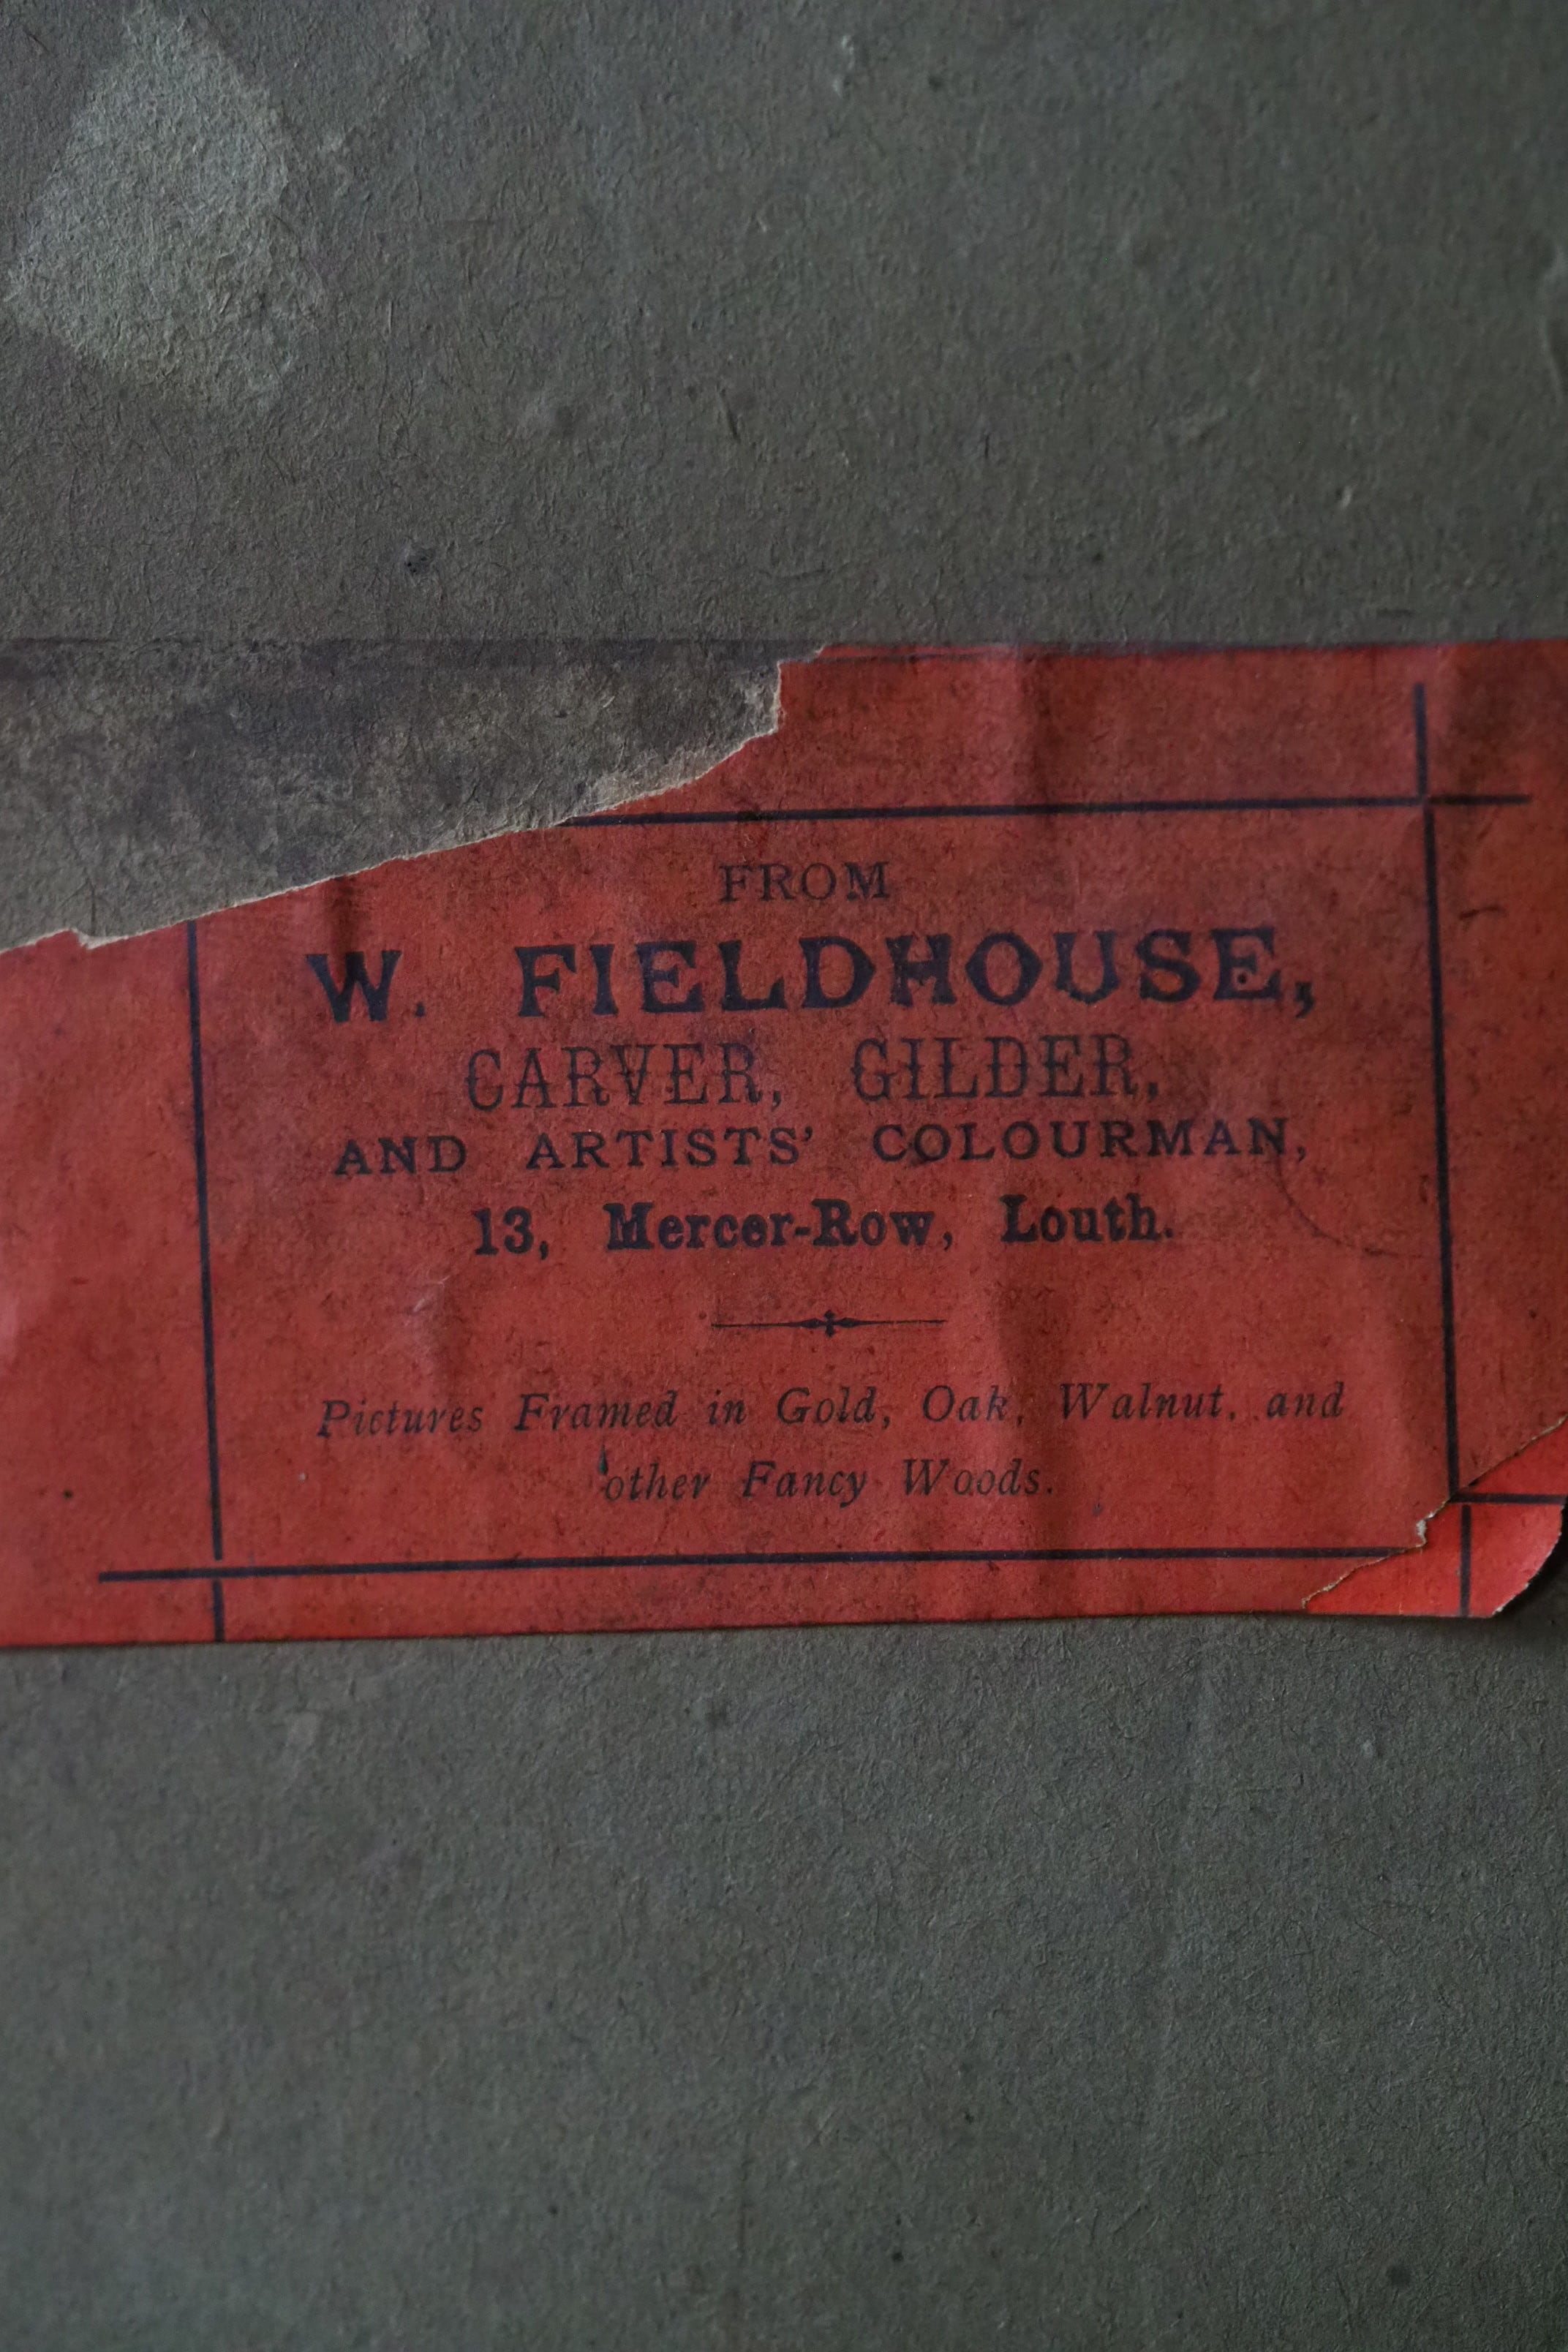 FROM
W. FIELDHOUSE,
CARVER, GILDER,
AND ARTISTS' COLOURMAN,
13, Mercer-Row, Louth.
Pictures Framed in Gold, Oak, Walnut, and
other Fancy Woods.